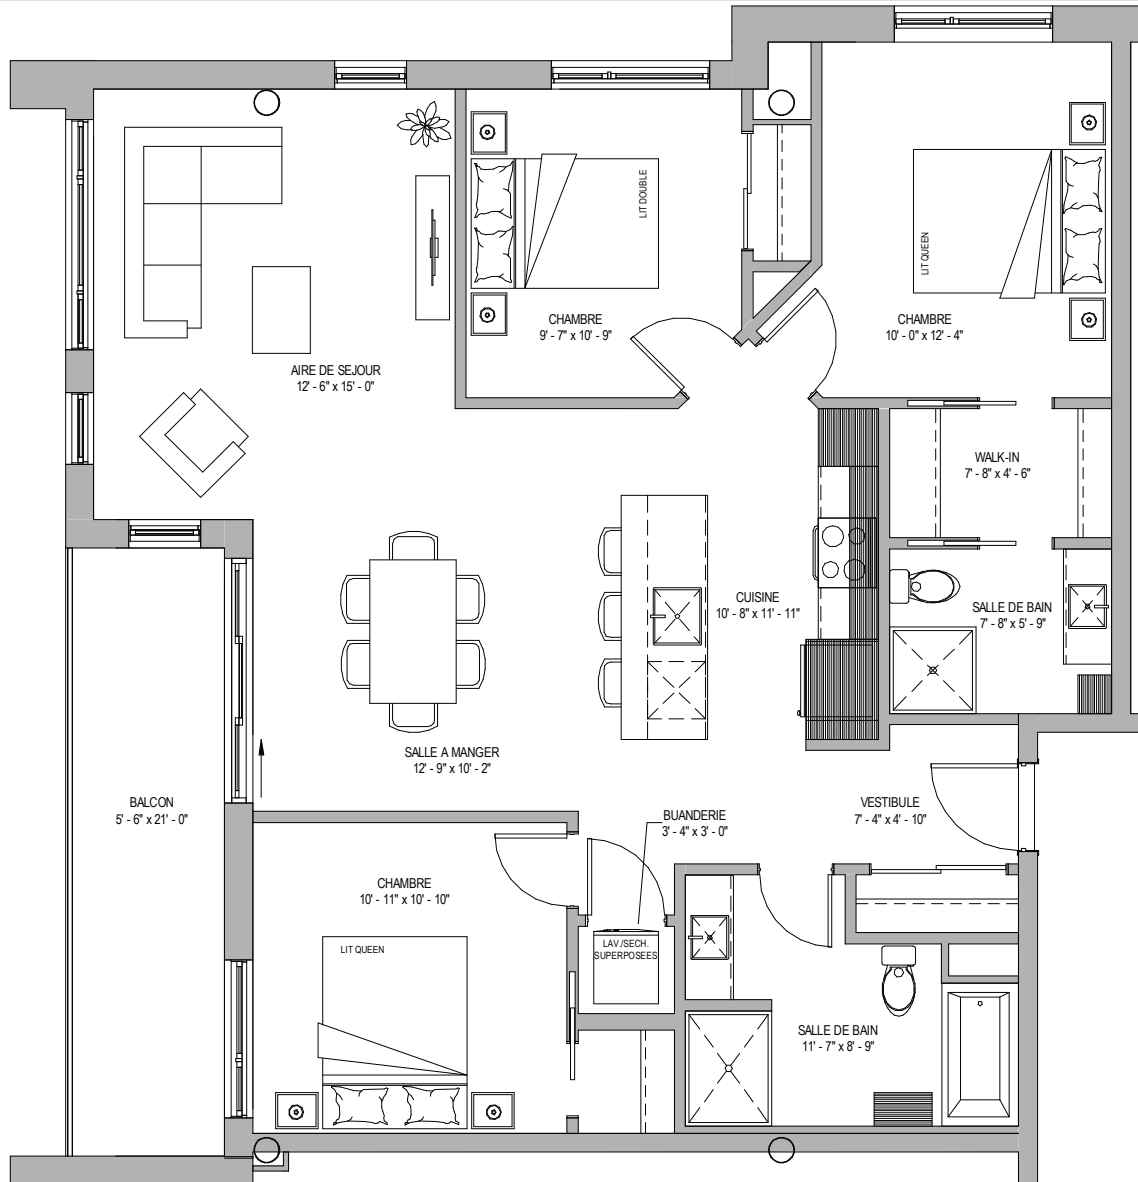 LIT DOUBLE
LIT QUEEN
CHAMBRE
9' - 7" x 10' - 9"
CHAMBRE
10' - 0" x 12' - 4"
AIRE DE SEJOUR
12' - 6" x 15' - 0"
WALK-IN
7' - 8" x 4' - 6"
CUISINE
10' - 8" x 11' - 11"
SALLE DE BAIN
7' - 8" x 5' - 9"
SALLE A MANGER
12' - 9" x 10' - 2"
BALCON
5' - 6" x 21' - 0"
BUANDERIE
3' - 4" x 3' - 0"
VESTIBULE
7' - 4" x 4' - 10"
CHAMBRE
10' - 11" x 10' - 10"
LIT QUEEN
LAV./SECH.
SUPERPOSEES
SALLE DE BAIN
11' - 7" x 8' - 9"